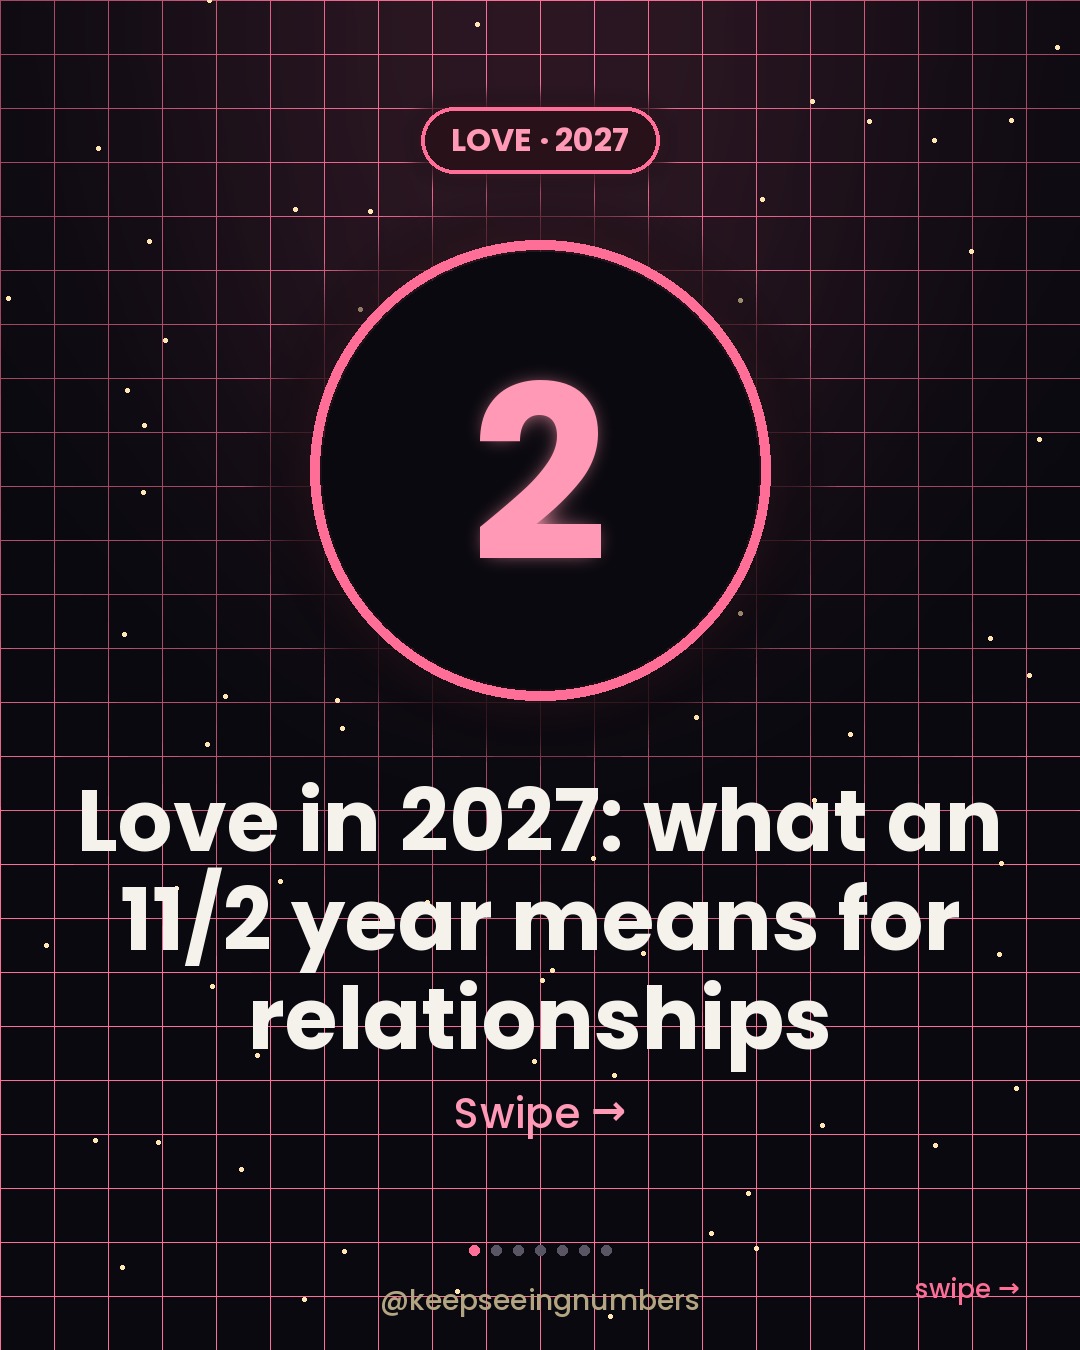 LOVE · 2027
2
Love in 2027: what an
11/2 year means for
relationships
Swipe →
@keepseeingnumbers
swipe →